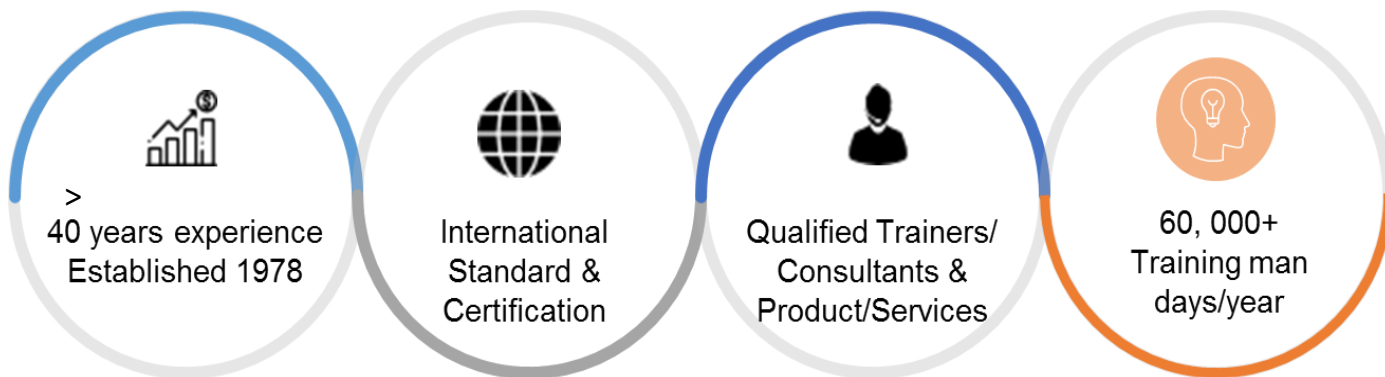 >
40 years experience
Established 1978
International
Standard &
Certification
Qualified Trainers/
Consultants &
Product/Services
60, 000+
Training man
days/year